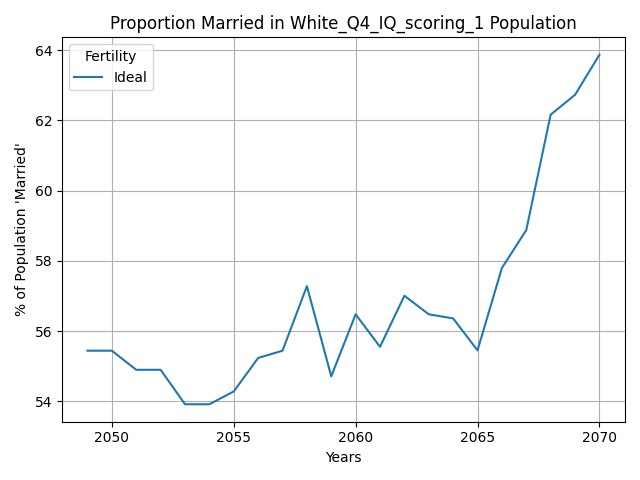 Proportion Married in White_Q4_IQ_scoring_1 Population
Fertility
Ideal
64
62
60
58
56
54
% of Population 'Married'
2050
2055
2060
2065
2070
Years